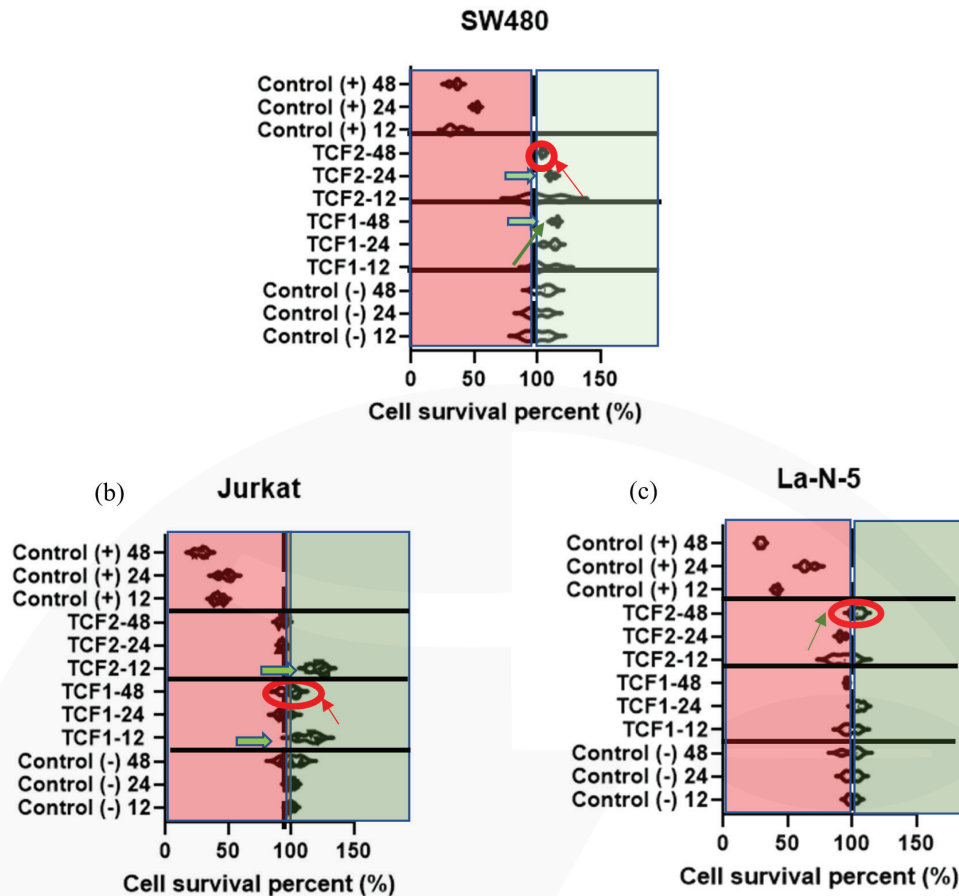 SW480
Control (+) 48
Control (+) 24
Control (+) 12
TCF2-48
TCF2-24
TCF2-12
TCF1-48
TCF1-24
TCF1-12
Control (-) 48
Control (-) 24
Control (-) 12
0 50 100 150
Cell survival percent (%)
(b) Jurkat
Control (+) 48
Control (+) 24
Control (+) 12
TCF2-48
TCF2-24
TCF2-12
TCF1-48
TCF1-24
TCF1-12
Control (-) 48
Control (-) 24
Control (-) 12
0 50 100 150
Cell survival percent (%)
(c) La-N-5
Control (+) 48
Control (+) 24
Control (+) 12
TCF2-48
TCF2-24
TCF2-12
TCF1-48
TCF1-24
TCF1-12
Control (-) 48
Control (-) 24
Control (-) 12
0 50 100 150
Cell survival percent (%)